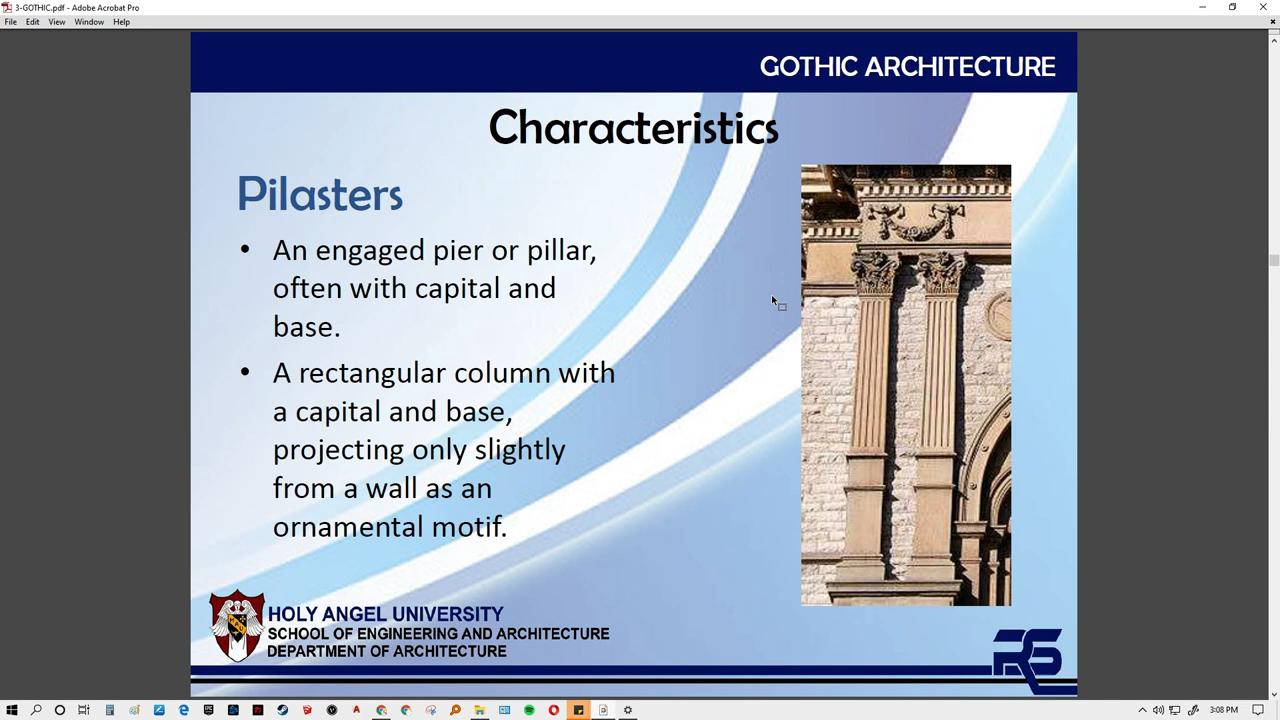 3-GOTHIC.pdf - Adobe Acrobat Pro
File Edit View Window Help
GOTHIC ARCHITECTURE
Characteristics
Pilasters
• An engaged pier or pillar,
often with capital and
base.
• A rectangular column with
a capital and base,
projecting only slightly
from a wall as an
ornamental motif.
HOLY ANGEL UNIVERSITY
SCHOOL OF ENGINEERING AND ARCHITECTURE
DEPARTMENT OF ARCHITECTURE
RS
3:08 PM